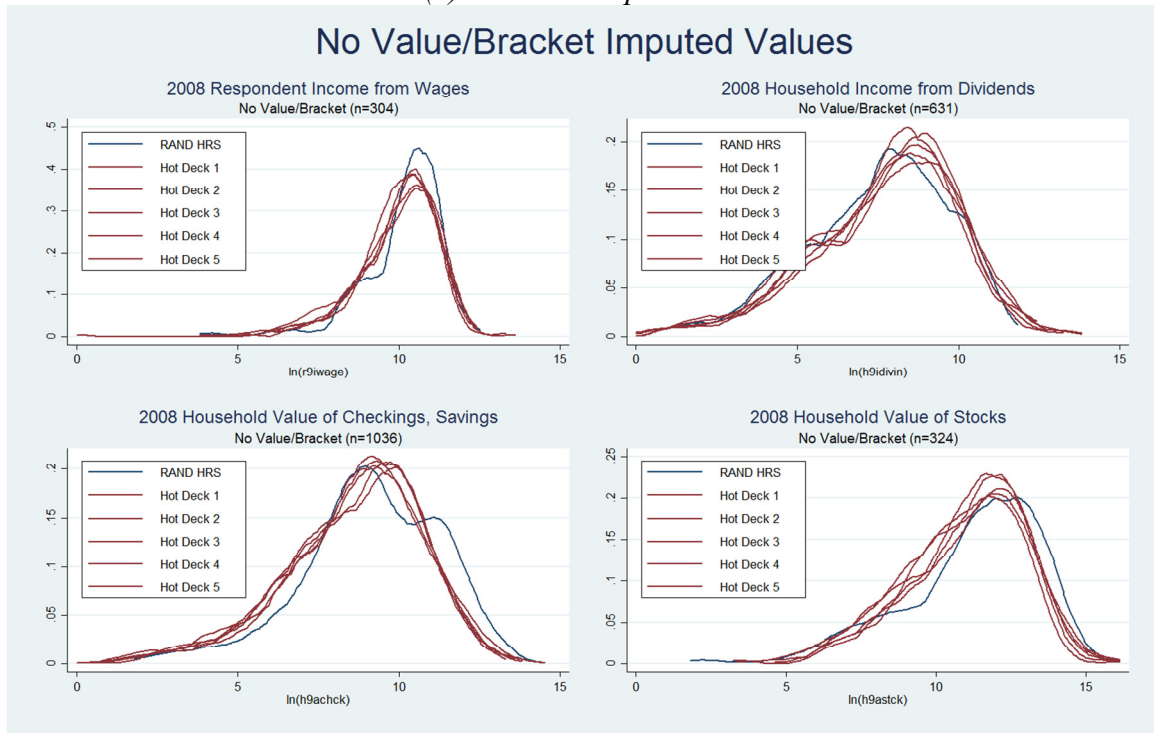 No Value/Bracket Imputed Values
2008 Respondent Income from Wages
No Value/Bracket (n=304)
.5
.4
.3
.2
.1
0
RAND HRS
Hot Deck 1
Hot Deck 2
Hot Deck 3
Hot Deck 4
Hot Deck 5
0 5 10 15
ln(r9iwage)
2008 Household Income from Dividends
No Value/Bracket (n=631)
.2
.15
.1
.05
0
RAND HRS
Hot Deck 1
Hot Deck 2
Hot Deck 3
Hot Deck 4
Hot Deck 5
0 5 10 15
ln(h9idivin)
2008 Household Value of Checkings, Savings
No Value/Bracket (n=1036)
.2
.15
.1
.05
0
RAND HRS
Hot Deck 1
Hot Deck 2
Hot Deck 3
Hot Deck 4
Hot Deck 5
0 5 10 15
ln(h9achck)
2008 Household Value of Stocks
No Value/Bracket (n=324)
.25
.2
.15
.1
.05
0
RAND HRS
Hot Deck 1
Hot Deck 2
Hot Deck 3
Hot Deck 4
Hot Deck 5
0 5 10 15
ln(h9astck)